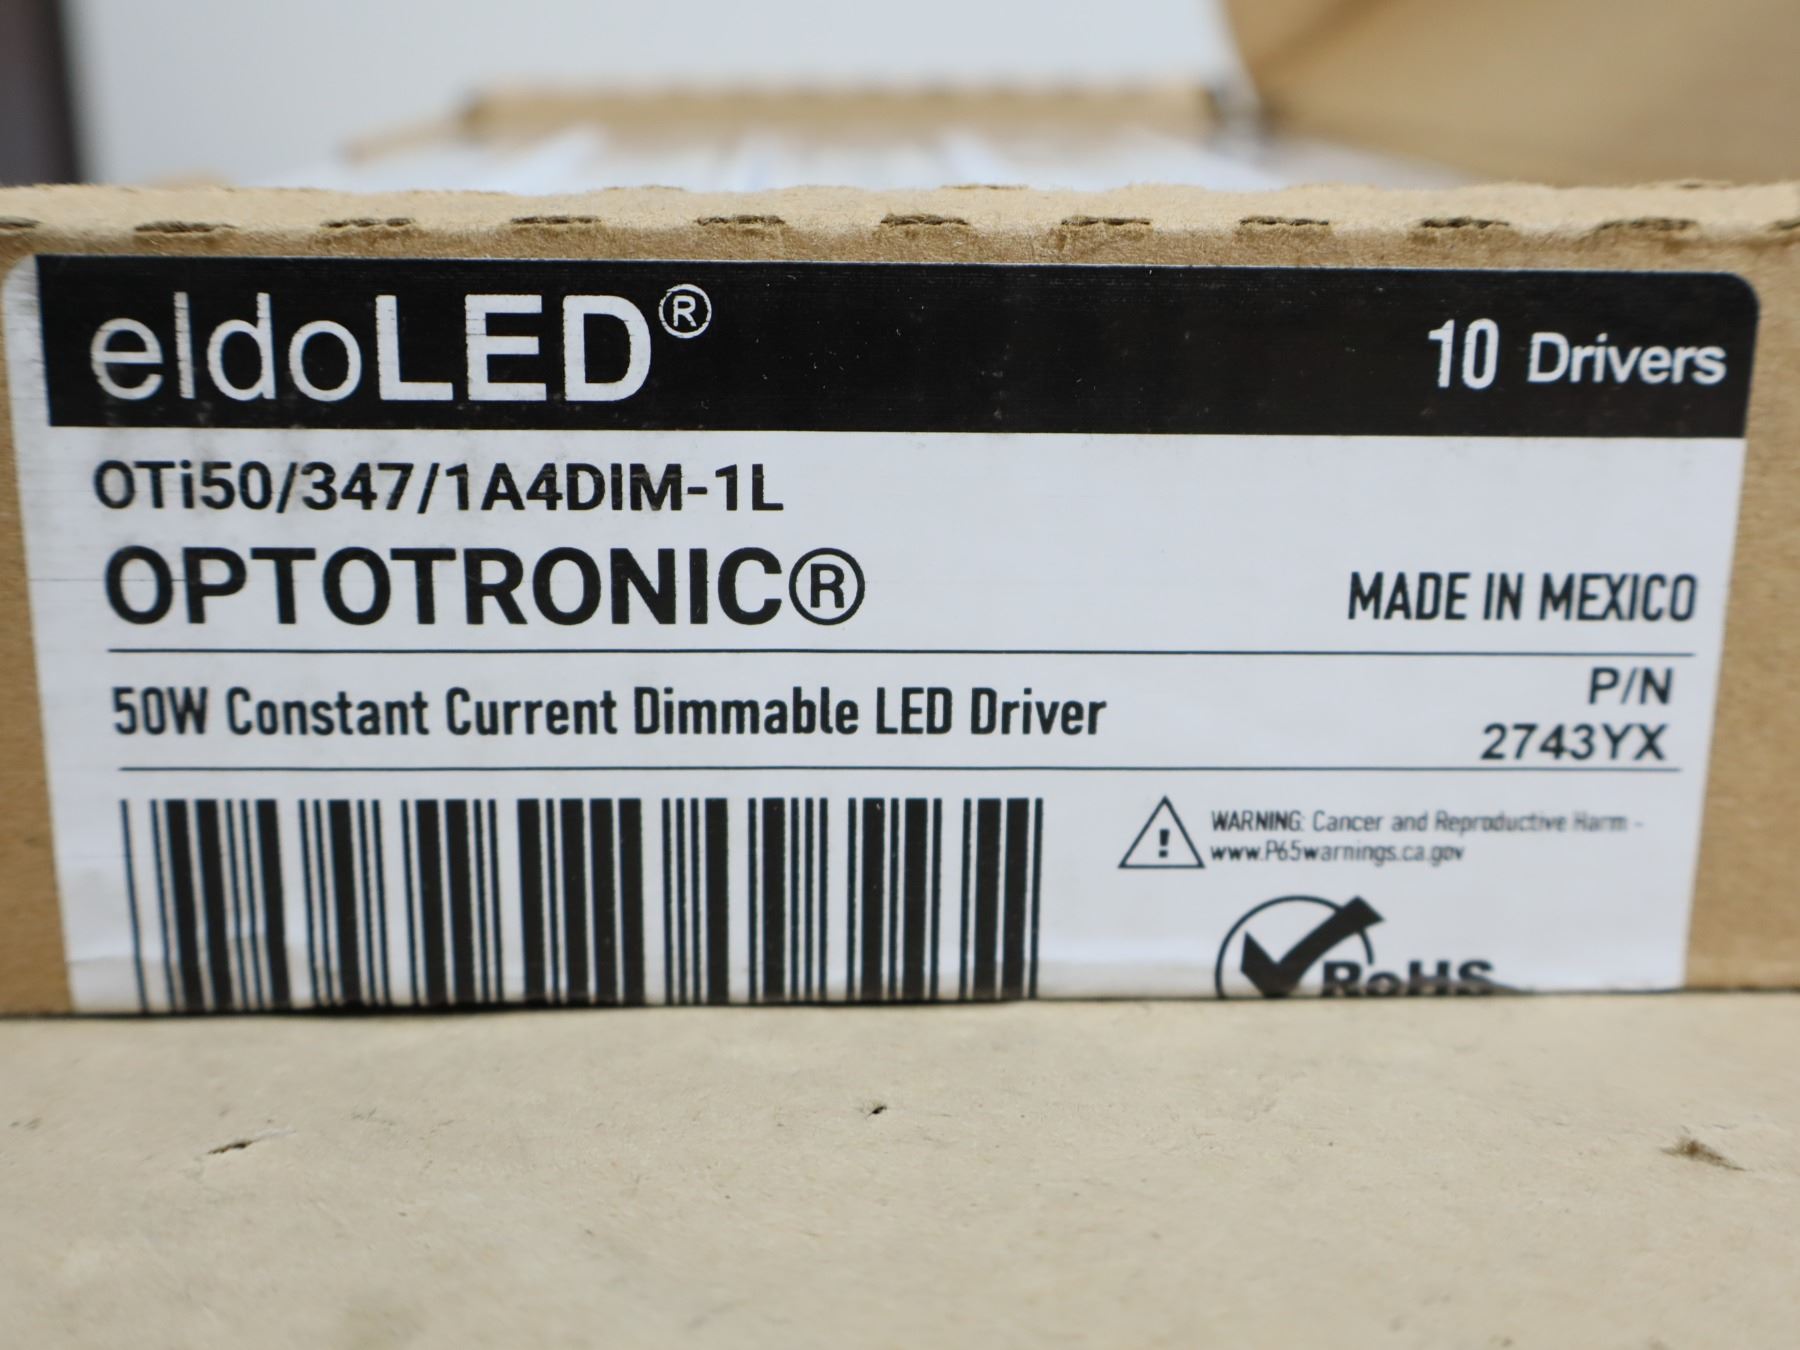 eldoLED®
10 Drivers
OTi50/347/1A4DIM-1L
OPTOTRONIC®
MADE IN MEXICO
50W Constant Current Dimmable LED Driver
P/N
2743YX
WARNING: Cancer and Reproductive Harm -
www.P65warnings.ca.gov
RoHS